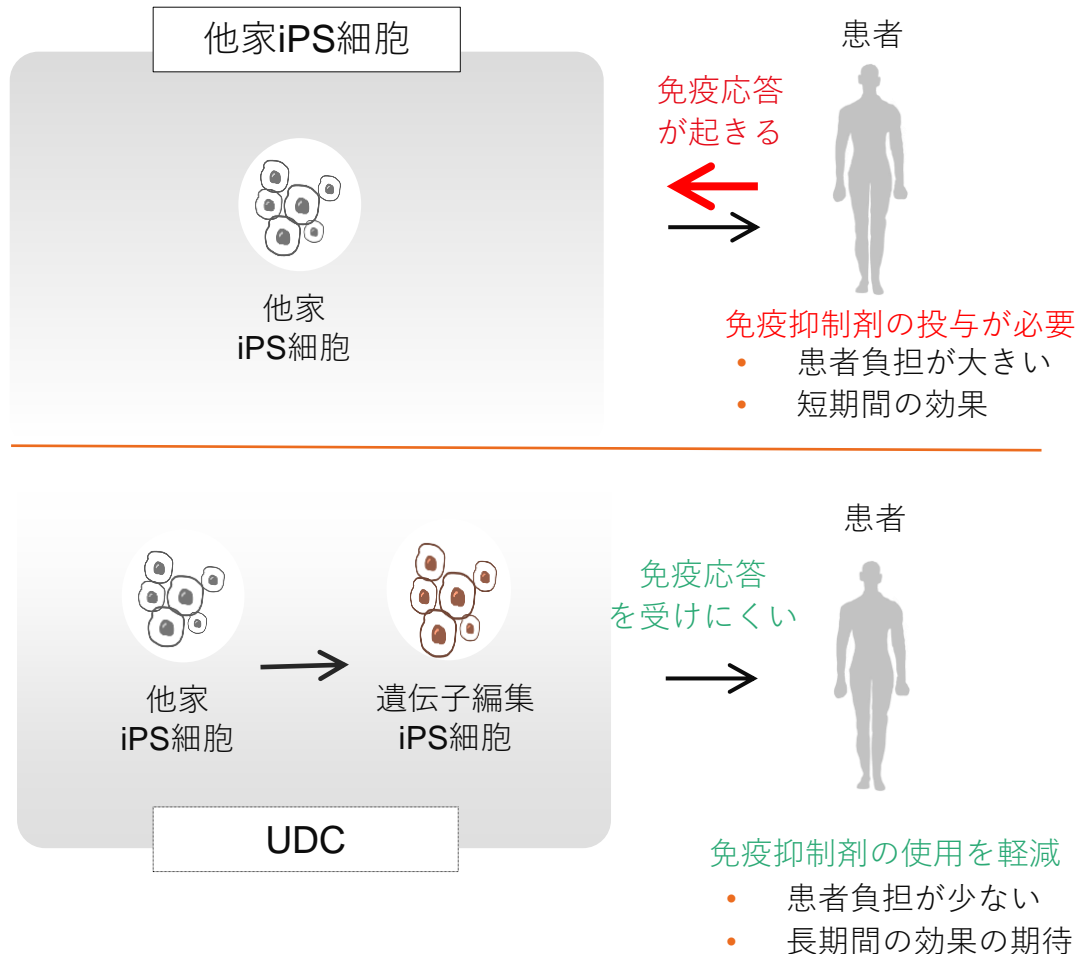 他家iPS細胞
患者
免疫応答
が起きる
他家
iPS細胞
免疫抑制剤の投与が必要
• 患者負担が大きい
• 短期間の効果
患者
免疫応答
を受けにくい
他家
iPS細胞
遺伝子編集
iPS細胞
UDC
免疫抑制剤の使用を軽減
• 患者負担が少ない
• 長期間の効果の期待